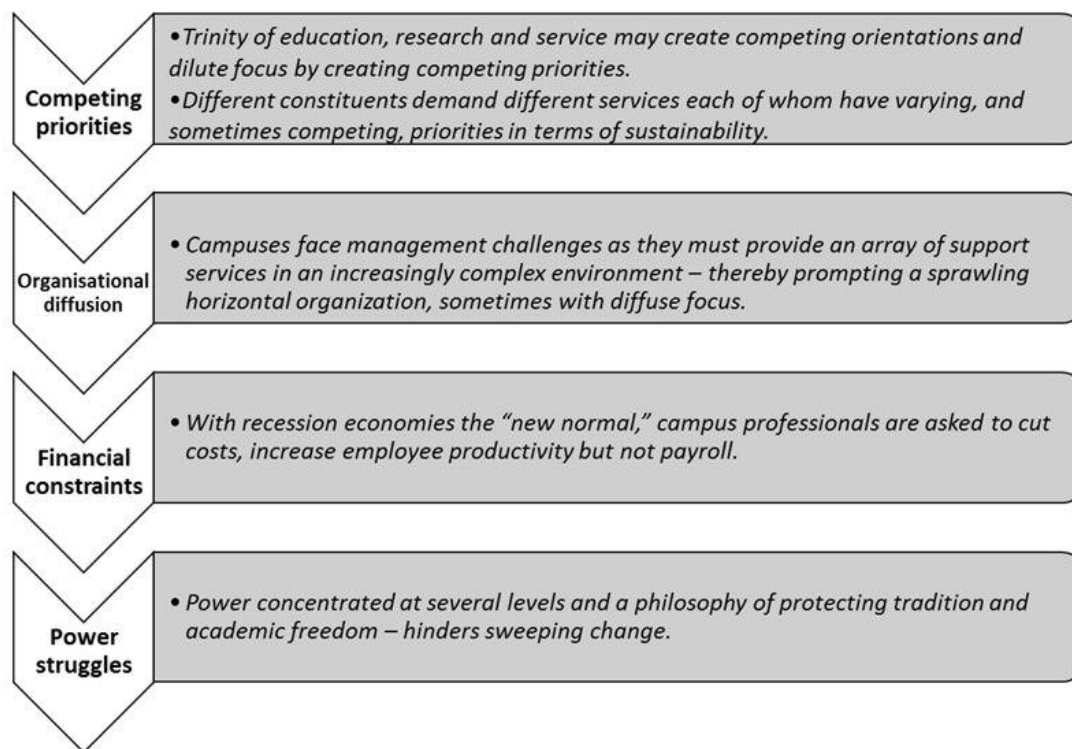 •Trinity of education, research and service may create competing orientations and
dilute focus by creating competing priorities.
Competing
priorities
•Different constituents demand different services each of whom have varying, and
sometimes competing, priorities in terms of sustainability.
Organisational
diffusion
• Campuses face management challenges as they must provide an array of support
services in an increasingly complex environment – thereby prompting a sprawling
horizontal organization, sometimes with diffuse focus.
Financial
constraints
• With recession economies the “new normal,” campus professionals are asked to cut
costs, increase employee productivity but not payroll.
Power
struggles
• Power concentrated at several levels and a philosophy of protecting tradition and
academic freedom – hinders sweeping change.